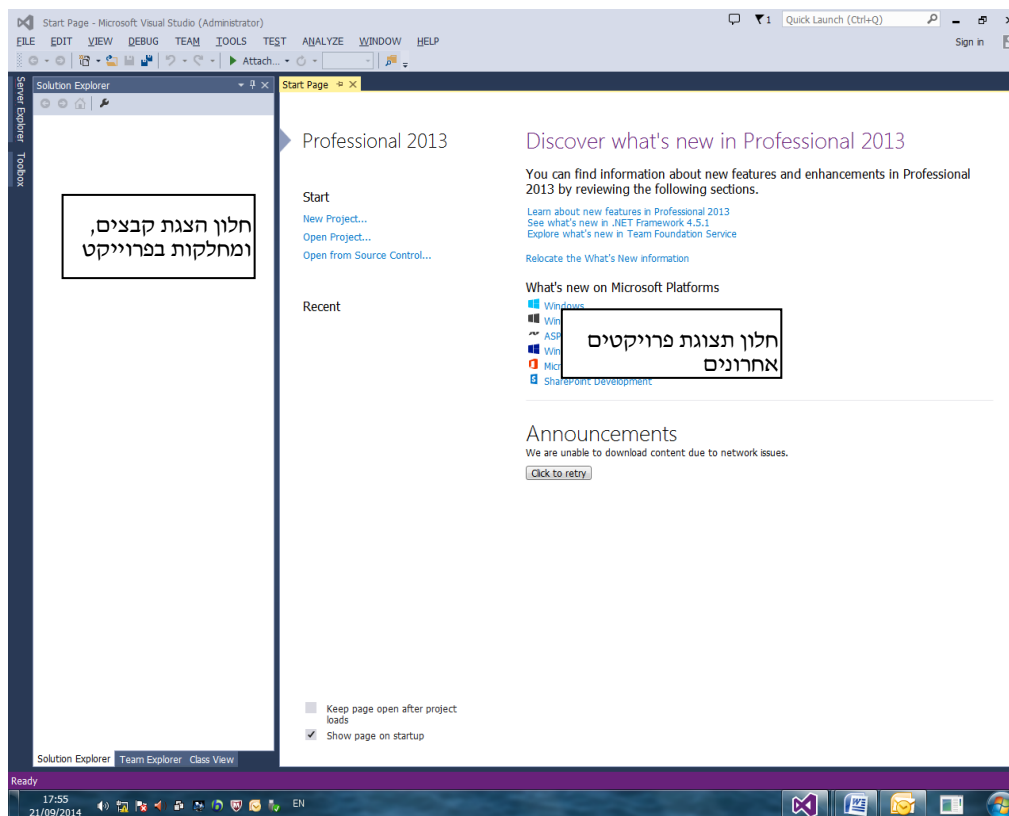 Start Page - Microsoft Visual Studio (Administrator)
1
Quick Launch (Ctrl+Q)
FILE EDIT VIEW DEBUG TEAM TOOLS TEST ANALYZE WINDOW HELP
Sign in
Attach...
Server Explorer
Toolbox
Solution Explorer
Start Page
חלון הצגת קבצים,
ומחלקות בפרוייקט
Professional 2013
Start
New Project...
Open Project...
Open from Source Control...
Recent
Discover what's new in Professional 2013
You can find information about new features and enhancements in Professional
2013 by reviewing the following sections.
Learn about new features in Professional 2013
See what's new in .NET Framework 4.5.1
Explore what's new in Team Foundation Service
Relocate the What's New information
What's new on Microsoft Platforms
Windows
Win
ASP
Win
Micr
SharePoint Development
חלון תצוגת פרויקטים
אחרונים
Announcements
We are unable to download content due to network issues.
Click to retry
Keep page open after project
loads
Show page on startup
Solution Explorer Team Explorer Class View
Ready
17:55
21/09/2014
EN